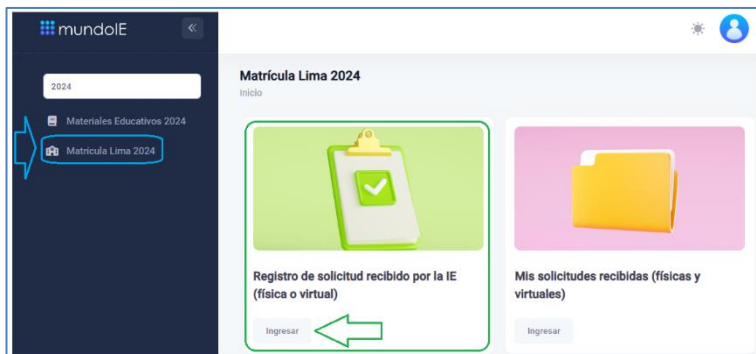 mundoIE
2024
Materiales Educativos 2024
Matrícula Lima 2024
Matrícula Lima 2024
Inicio
Registro de solicitud recibido por la IE
(física o virtual)
Ingresar
Mis solicitudes recibidas (físicas y
virtuales)
Ingresar